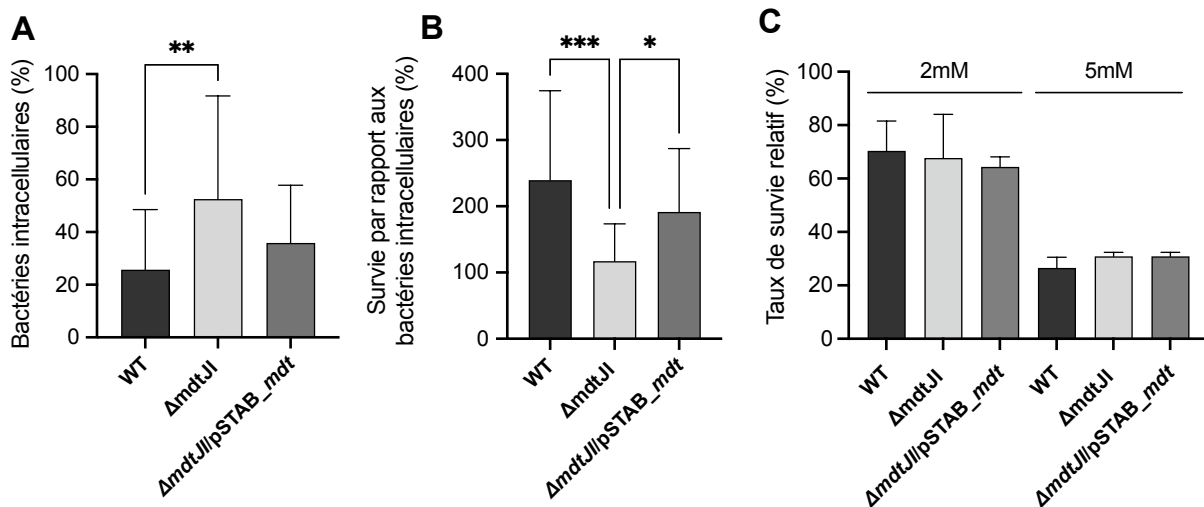 A
Bactéries intracellulaires (%)
100
80
60
40
20
0
**
WT
ΔmdtJI
ΔmdtJI/pSTAB_mdt
B
Survie par rapport aux
bactéries intracellulaires (%)
400
300
200
100
0
***
*
WT
ΔmdtJI
ΔmdtJI/pSTAB_mdt
C
Taux de survie relatif (%)
100
80
60
40
20
0
2mM
5mM
WT
ΔmdtJI
ΔmdtJI/pSTAB_mdt
WT
ΔmdtJI
ΔmdtJI/pSTAB_mdt